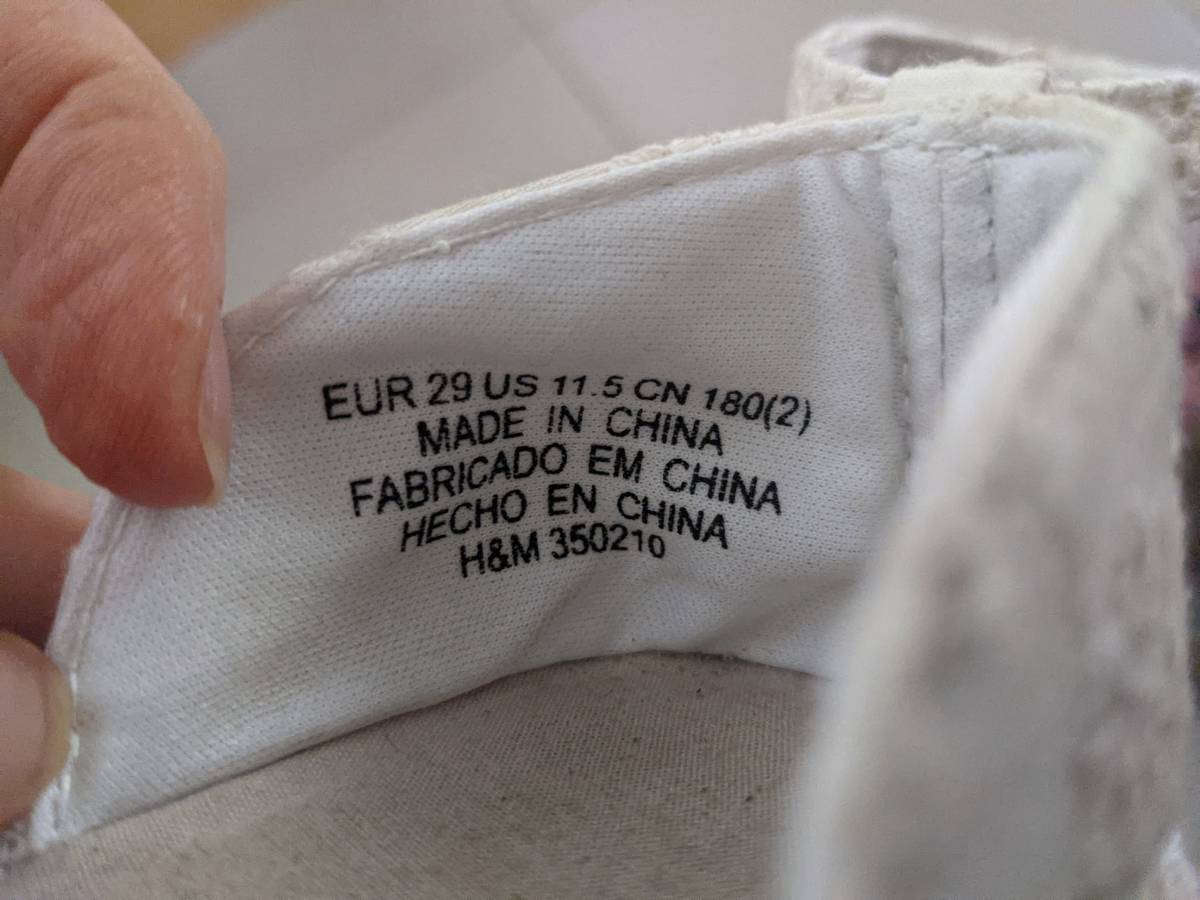 EUR 29 US 11.5 CN 180(2)
MADE IN CHINA
FABRICADO EM CHINA
HECHO EN CHINA
H&M 350210